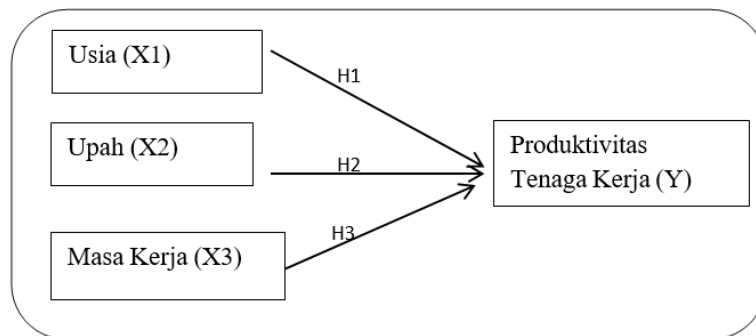 Usia (X1)
H1
Upah (X2)
H2
Produktivitas
Tenaga Kerja (Y)
Masa Kerja (X3)
H3